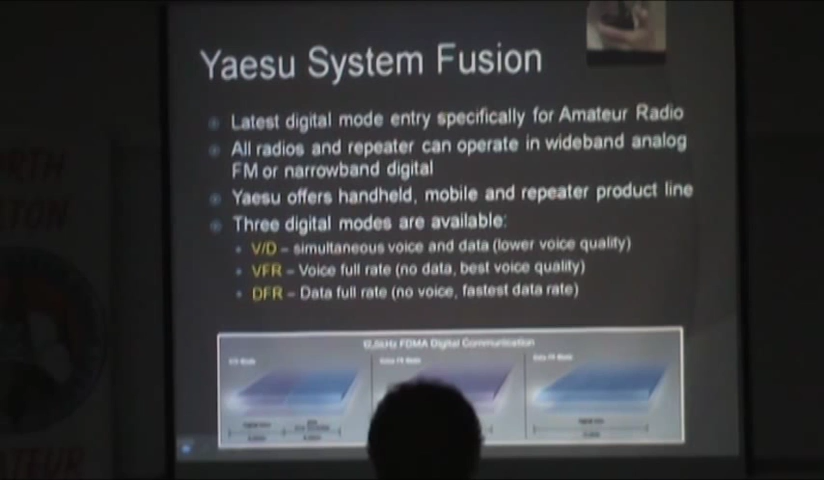 Yaesu System Fusion
Latest digital mode entry specifically for Amateur Radio
All radios and repeater can operate in wideband analog
FM or narrowband digital
Yaesu offers handheld, mobile and repeater product line
Three digital modes are available:
V/D – simultaneous voice and data (lower voice quality)
VFR – Voice full rate (no data, best voice quality)
DFR – Data full rate (no voice, fastest data rate)
12.5kHz FDMA Digital Communication